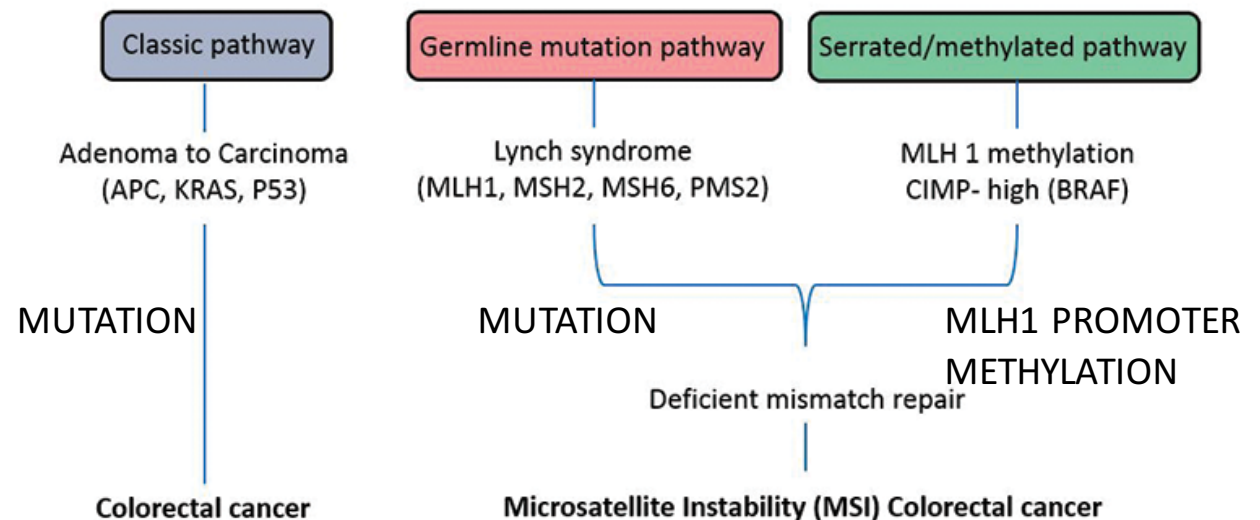 Classic pathway
Germline mutation pathway
Serrated/methylated pathway
Adenoma to Carcinoma
(APC, KRAS, P53)
Lynch syndrome
(MLH1, MSH2, MSH6, PMS2)
MLH 1 methylation
CIMP- high (BRAF)
MUTATION
MUTATION
MLH1 PROMOTER
METHYLATION
Deficient mismatch repair
Colorectal cancer
Microsatellite Instability (MSI) Colorectal cancer